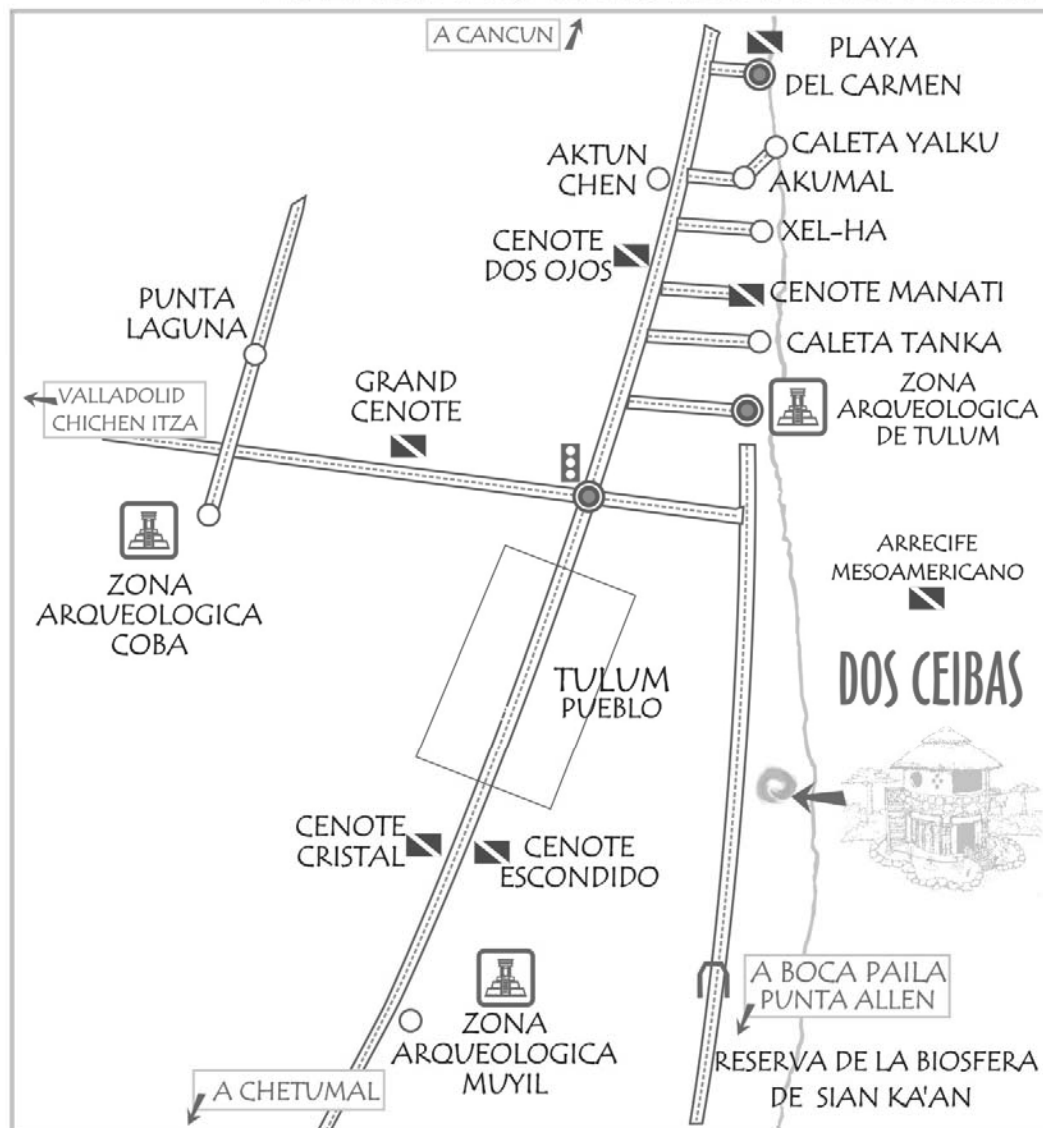 A CANCUN
PLAYA
DEL CARMEN
CALETA YALKU
AKTUN
CHEN
AKUMAL
XEL-HA
CENOTE
DOS OJOS
CENOTE MANATI
PUNTA
LAGUNA
CALETA TANKA
VALLADOLID
CHICHEN ITZA
GRAND
CENOTE
ZONA
ARQUEOLOGICA
DE TULUM
ZONA
ARQUEOLOGICA
COBA
ARRECIFE
MESOAMERICANO
TULUM
PUEBLO
DOS CEIBAS
CENOTE
CRISTAL
CENOTE
ESCONDIDO
A BOCA PAILA
PUNTA ALLEN
ZONA
ARQUEOLOGICA
MUYIL
RESERVA DE LA BIOSFERA
DE SIAN KA'AN
A CHETUMAL